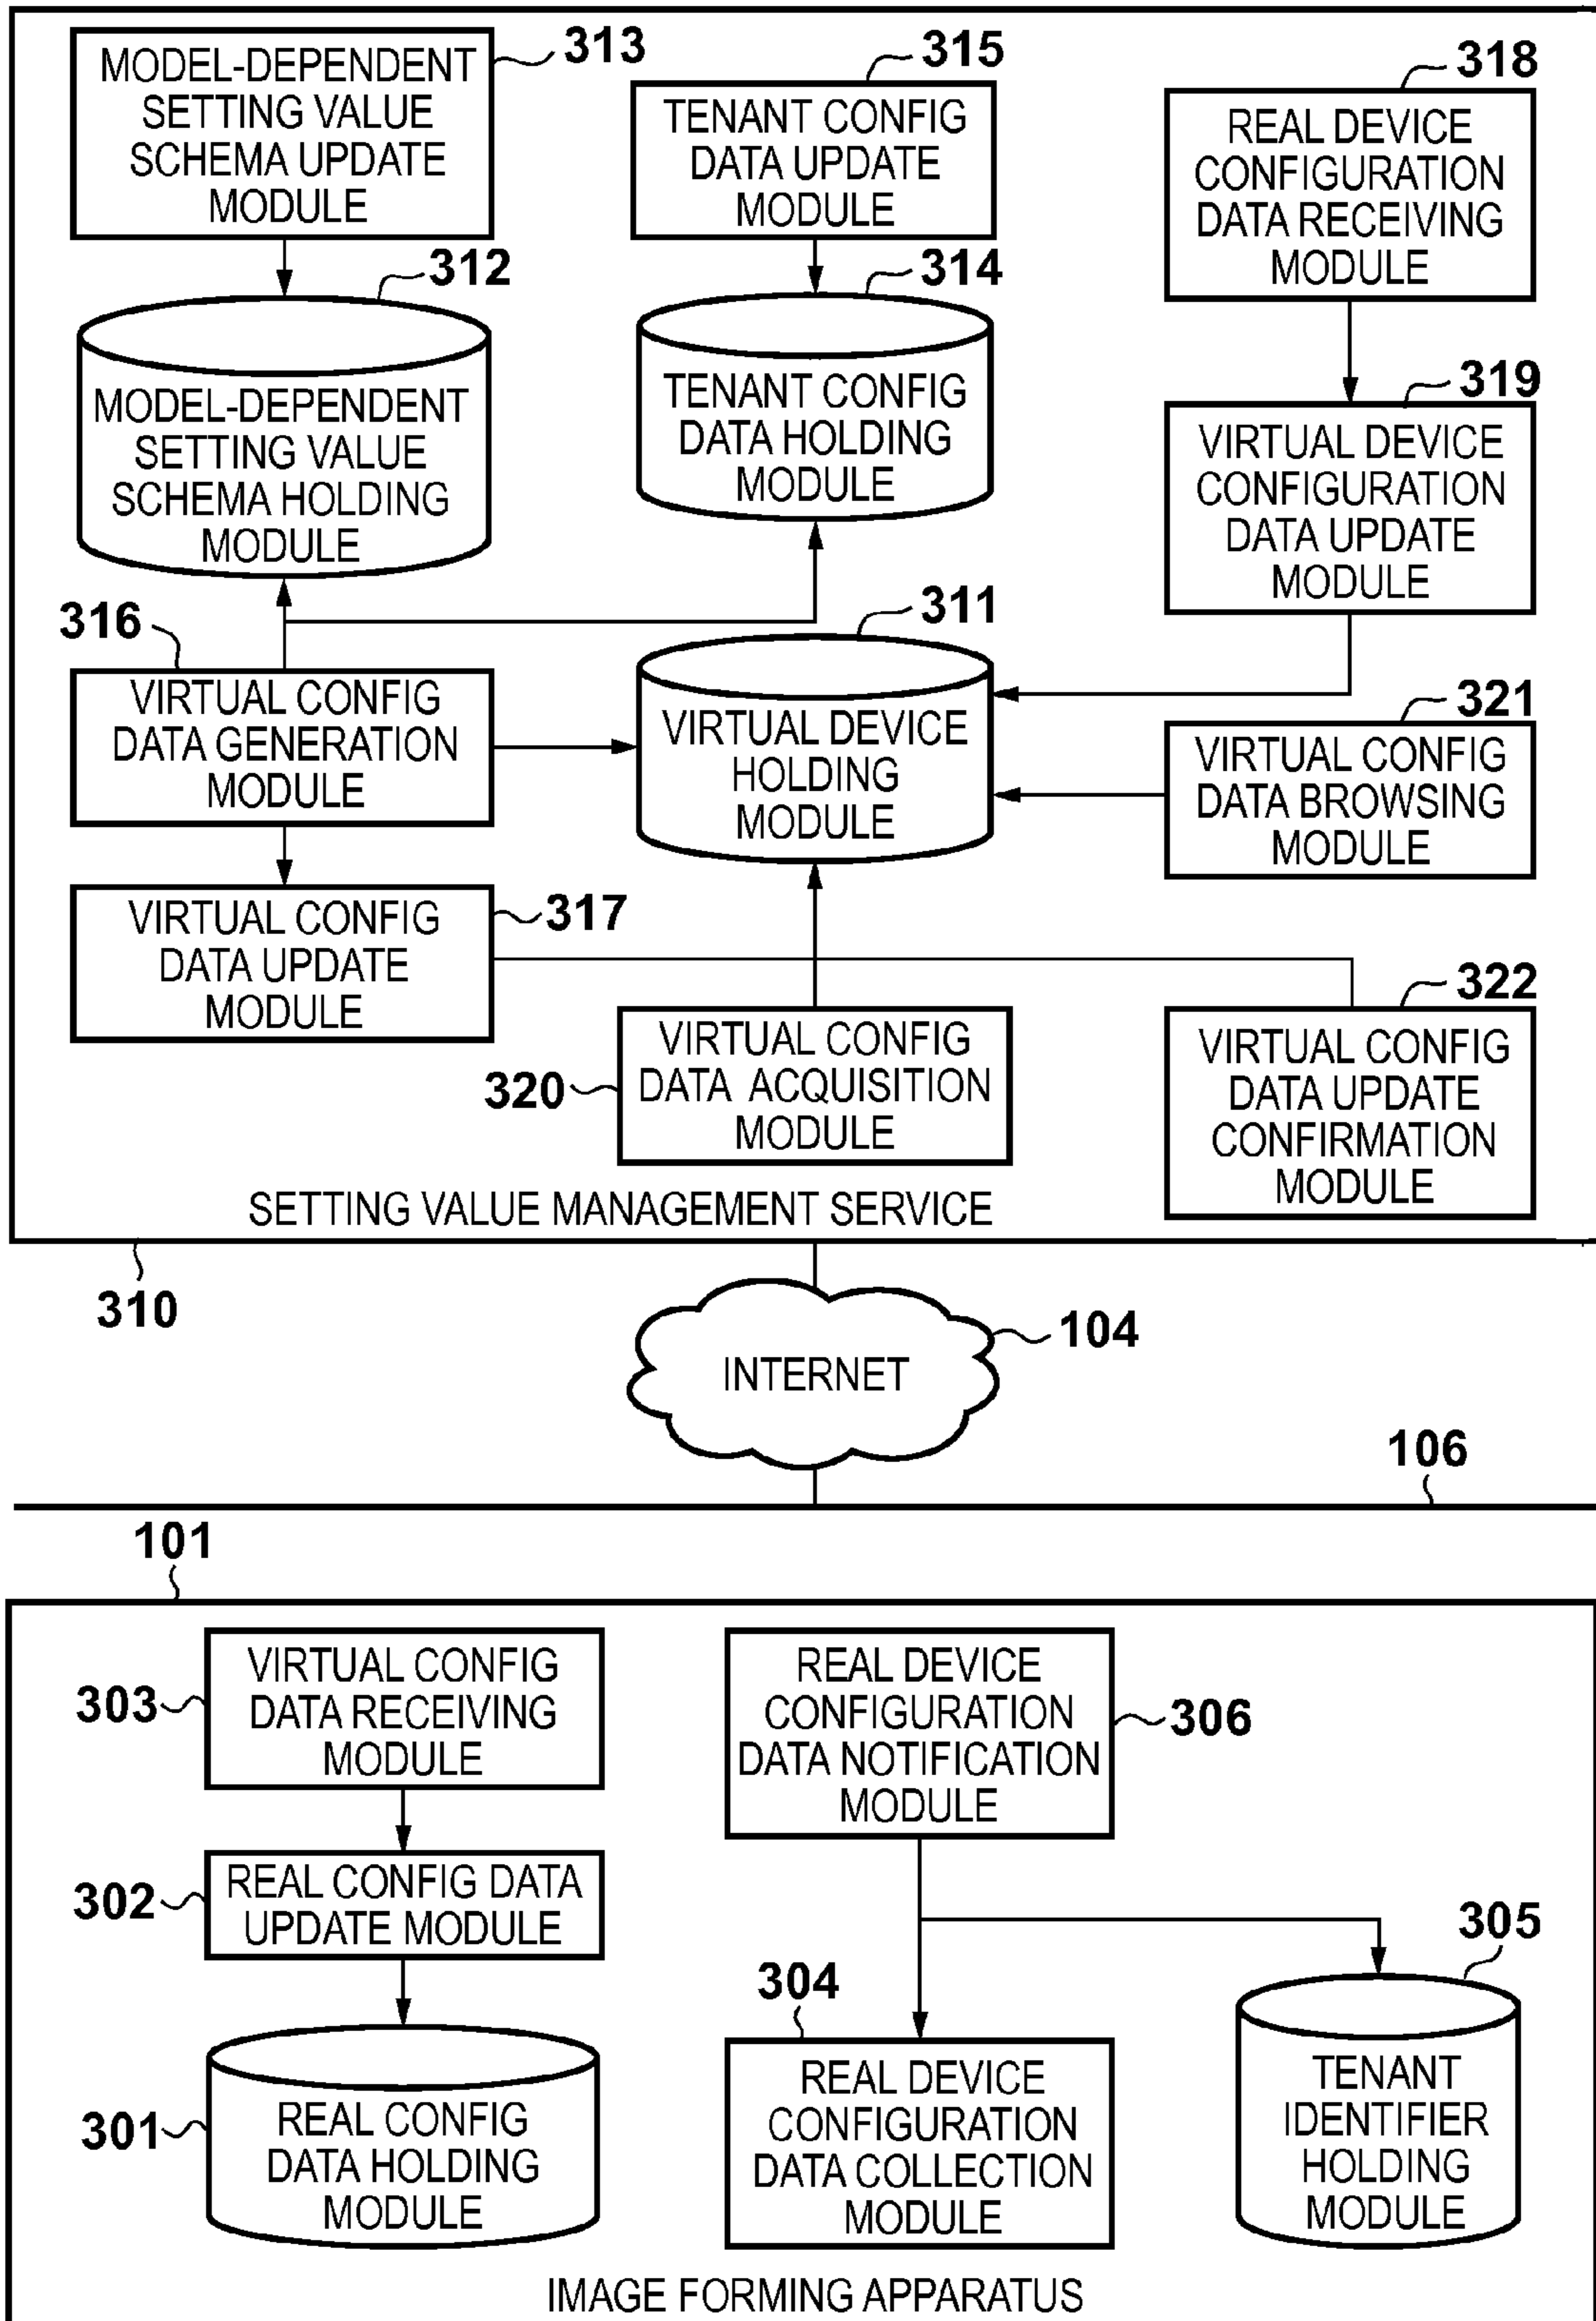 313
MODEL-DEPENDENT
SETTING VALUE
SCHEMA UPDATE
MODULE
315
TENANT CONFIG
DATA UPDATE
MODULE
318
REAL DEVICE
CONFIGURATION
DATA RECEIVING
MODULE
312
MODEL-DEPENDENT
SETTING VALUE
SCHEMA HOLDING
MODULE
314
TENANT CONFIG
DATA HOLDING
MODULE
319
VIRTUAL DEVICE
CONFIGURATION
DATA UPDATE
MODULE
316
VIRTUAL CONFIG
DATA GENERATION
MODULE
311
VIRTUAL DEVICE
HOLDING
MODULE
321
VIRTUAL CONFIG
DATA BROWSING
MODULE
317
VIRTUAL CONFIG
DATA UPDATE
MODULE
320
VIRTUAL CONFIG
DATA ACQUISITION
MODULE
322
VIRTUAL CONFIG
DATA UPDATE
CONFIRMATION
MODULE
SETTING VALUE MANAGEMENT SERVICE
310
104
INTERNET
106
101
303
VIRTUAL CONFIG
DATA RECEIVING
MODULE
REAL DEVICE
CONFIGURATION
DATA NOTIFICATION
MODULE
306
302
REAL CONFIG DATA
UPDATE MODULE
301
REAL CONFIG
DATA HOLDING
MODULE
304
REAL DEVICE
CONFIGURATION
DATA COLLECTION
MODULE
305
TENANT
IDENTIFIER
HOLDING
MODULE
IMAGE FORMING APPARATUS